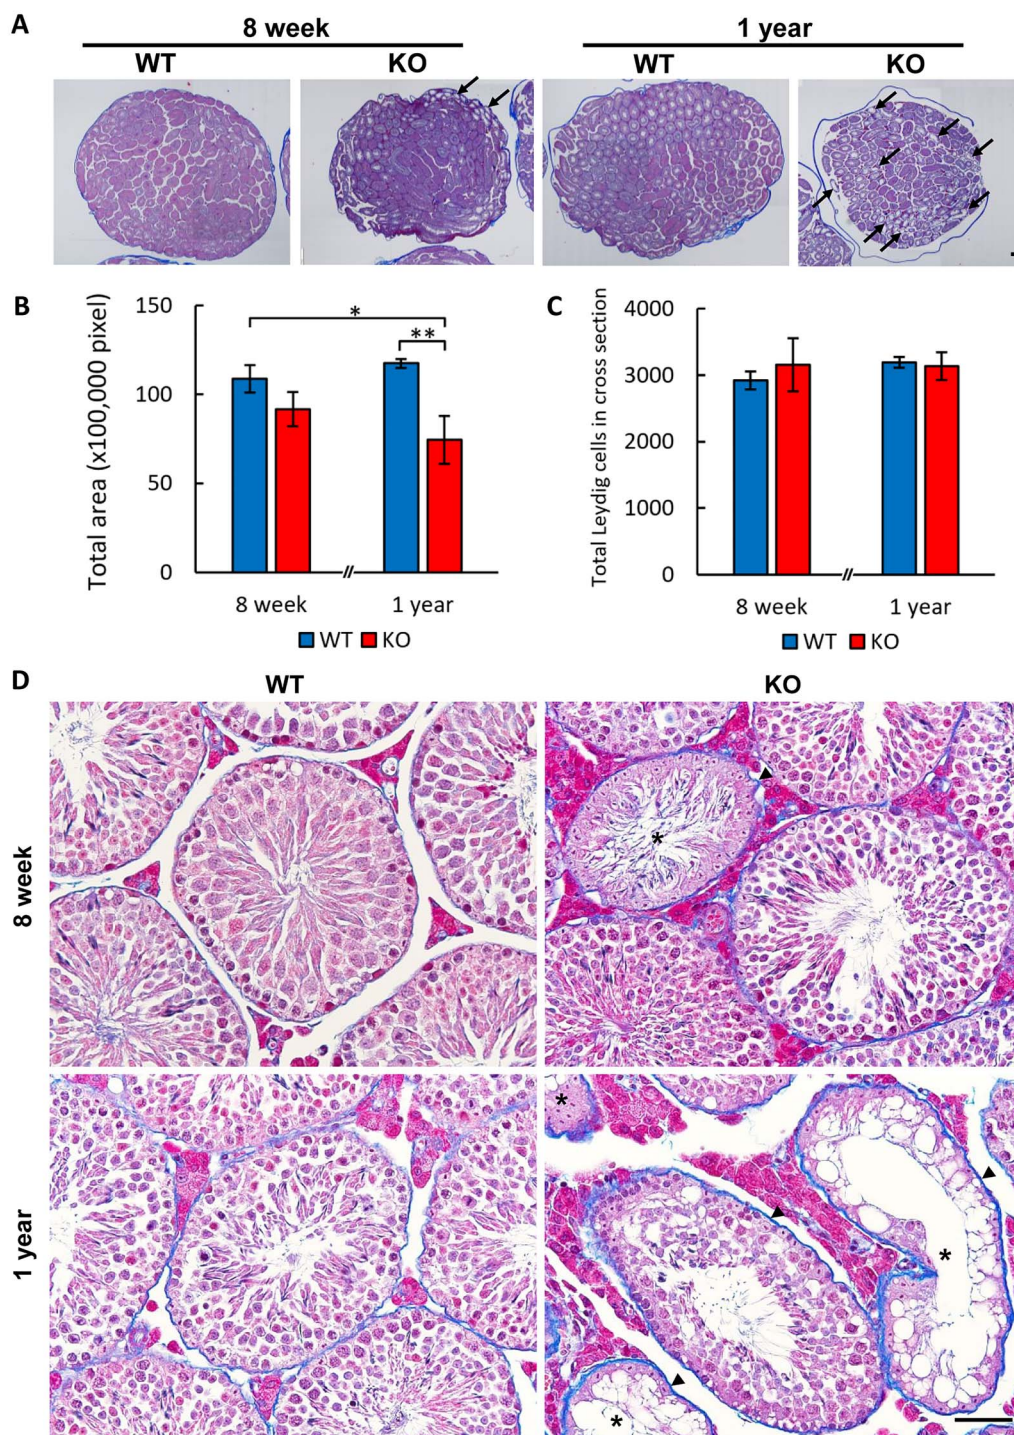 A
8 week
1 year
WT
KO
WT
KO
B
Total area (x100,000 pixel)
150
100
50
0
*
**
8 week
1 year
WT
KO
C
Total Leydig cells in cross section
4000
3000
2000
1000
0
8 week
1 year
WT
KO
D
WT
KO
8 week
*
1 year
*
*
*